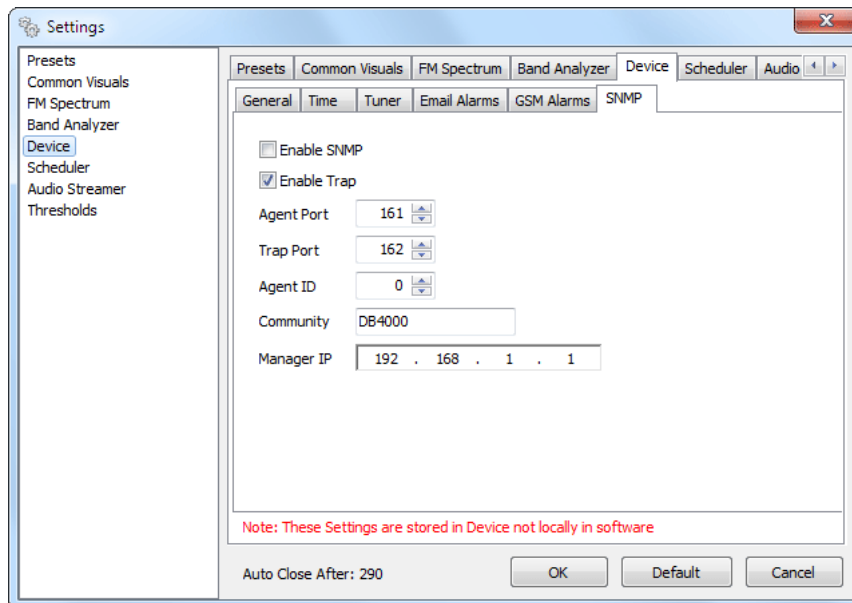 Settings
Presets
Common Visuals
FM Spectrum
Band Analyzer
Device
Scheduler
Audio Streamer
Thresholds
Presets Common Visuals FM Spectrum Band Analyzer Device Scheduler Audio
General Time Tuner Email Alarms GSM Alarms SNMP
Enable SNMP
Enable Trap
Agent Port 161
Trap Port 162
Agent ID 0
Community DB4000
Manager IP 192 . 168 . 1 . 1
Note: These Settings are stored in Device not locally in software
Auto Close After: 290 OK Default Cancel